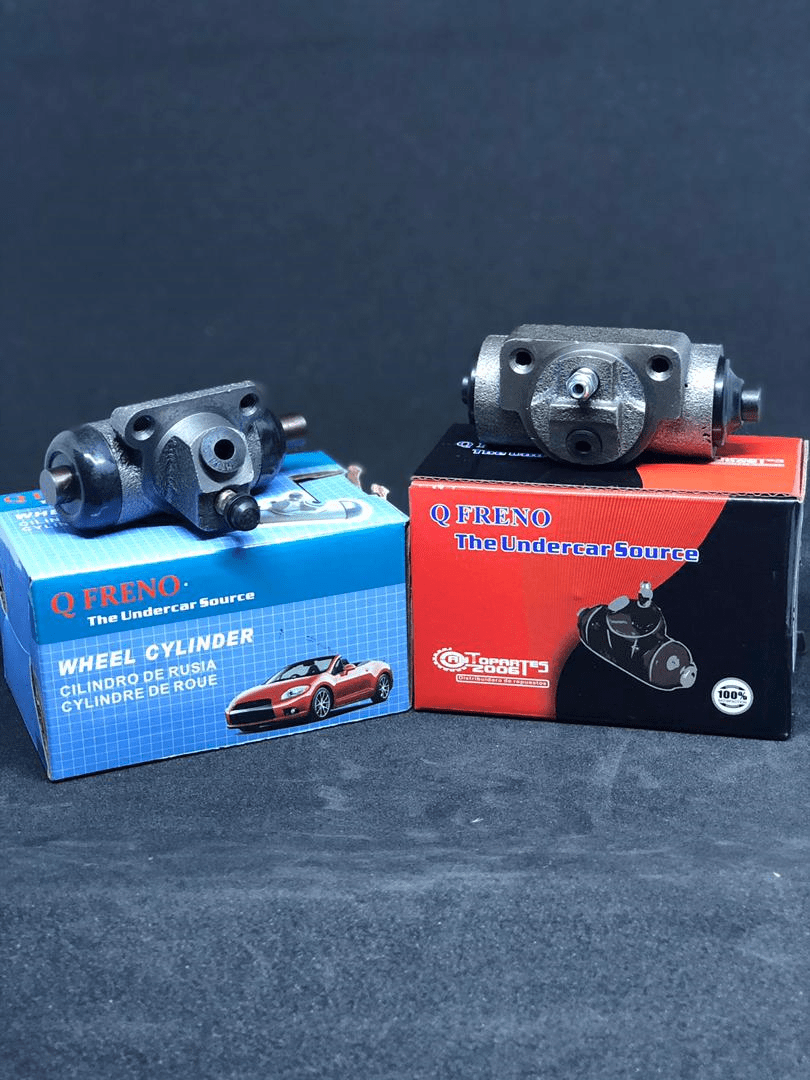 Q FRENO
The Undercar Source
WHEEL CYLINDER
CILINDRO DE RUSIA
CYLINDRE DE ROUE
Q FRENO
The Undercar Source
AUTOPARTES
2006
Distribuidora de repuestos
100%